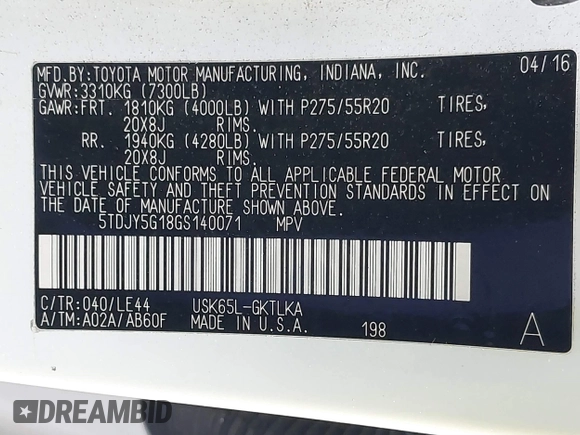 MFD.BY:TOYOTA MOTOR MANUFACTURING, INDIANA, INC. 04/16
GVWR:3310KG (7300LB)
GAWR:FRT. 1810KG (4000LB) WITH P275/55R20 TIRES,
20X8J RIMS.
RR. 1940KG (4280LB) WITH P275/55R20 TIRES,
20X8J RIMS.
THIS VEHICLE CONFORMS TO ALL APPLICABLE FEDERAL MOTOR
VEHICLE SAFETY AND THEFT PREVENTION STANDARDS IN EFFECT ON
THE DATE OF MANUFACTURE SHOWN ABOVE.
5TDJY5G18GS140071 MPV
C/TR:040/LE44 USK65L-GKTLKA
A/TM:A02A/AB60F MADE IN U.S.A. 198 A
DREAMBID